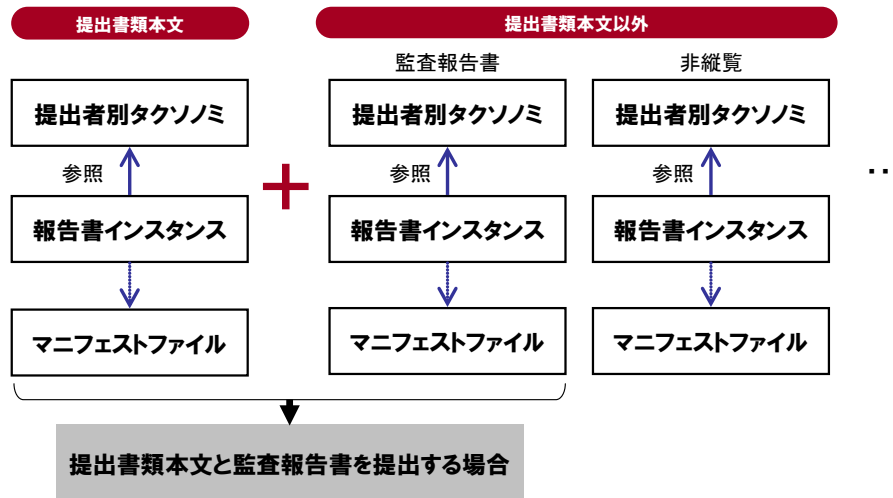 提出書類本文
提出書類本文以外
監査報告書
非縦覧
提出者別タクソノミ
提出者別タクソノミ
提出者別タクソノミ
参照
参照
参照
報告書インスタンス
報告書インスタンス
報告書インスタンス
マニフェストファイル
マニフェストファイル
マニフェストファイル
提出書類本文と監査報告書を提出する場合